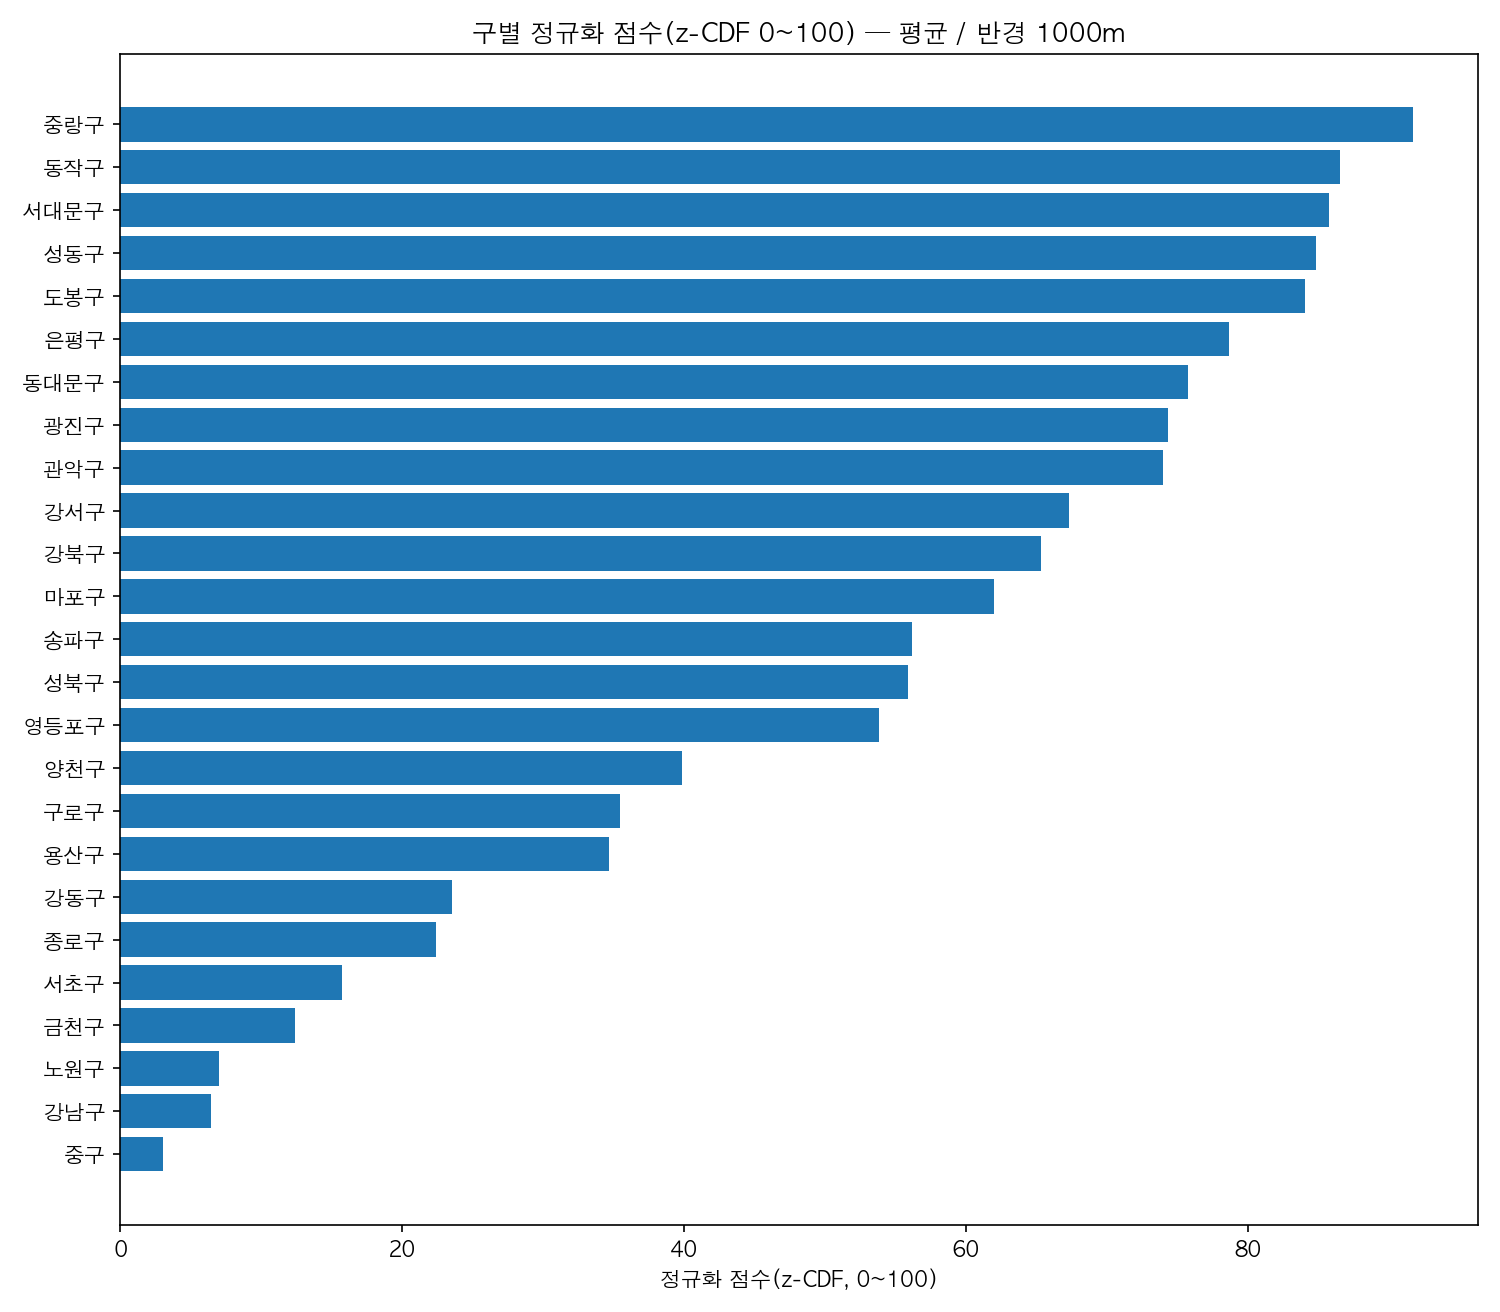 구별 정규화 점수(z-CDF 0~100) — 평균 / 반경 1000m
중랑구
동작구
서대문구
성동구
도봉구
은평구
동대문구
광진구
관악구
강서구
강북구
마포구
송파구
성북구
영등포구
양천구
구로구
용산구
강동구
종로구
서초구
금천구
노원구
강남구
중구
0 20 40 60 80
정규화 점수(z-CDF, 0~100)